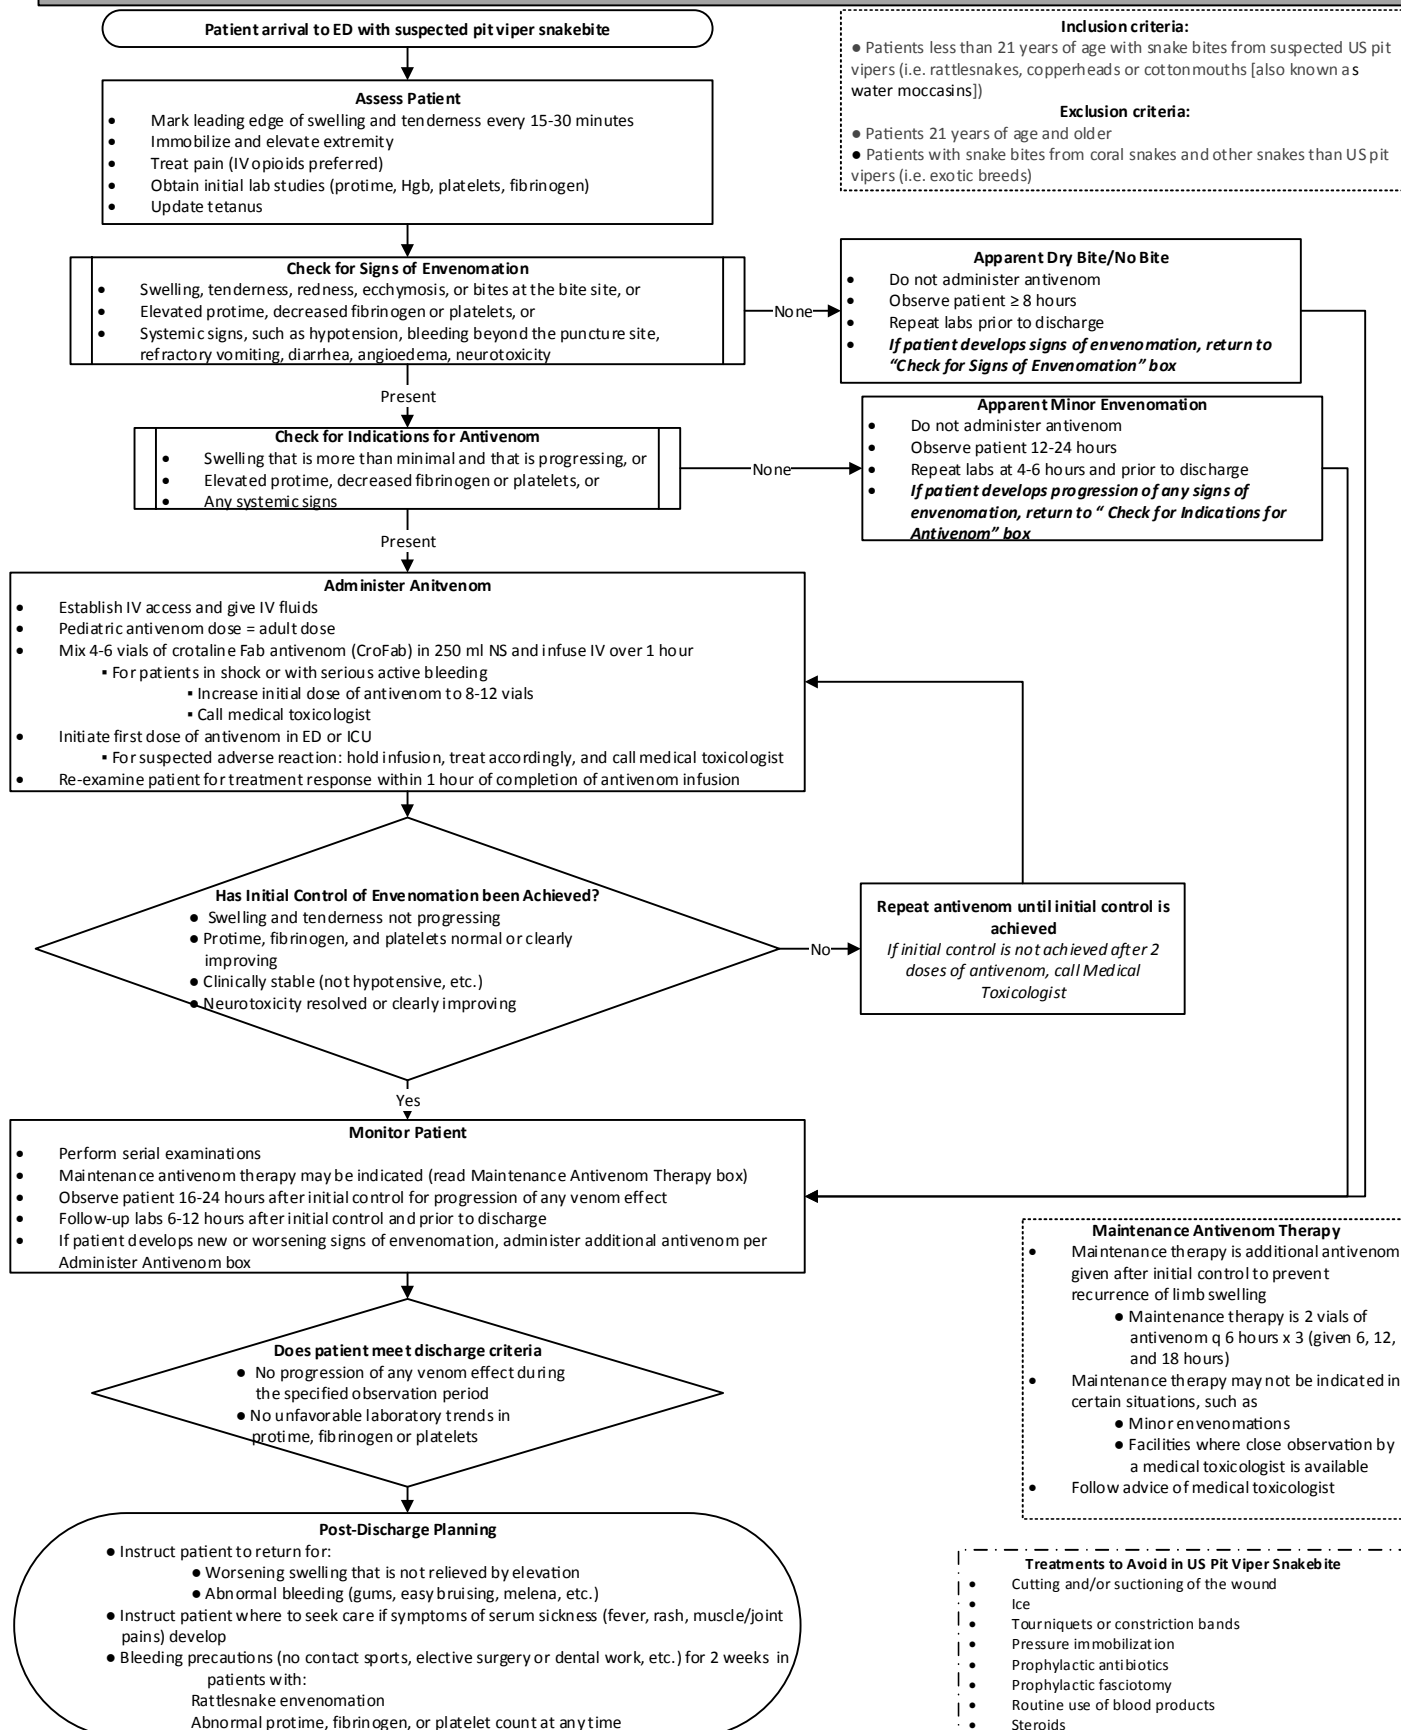 Patient arrival to ED with suspected pit viper snakebite
Inclusion criteria:
● Patients less than 21 years of age with snake bites from suspected US pit
vipers (i.e. rattlesnakes, copperheads or cottonmouths [also known as
water moccasins])
Exclusion criteria:
● Patients 21 years of age and older
● Patients with snake bites from coral snakes and other snakes than US pit
vipers (i.e. exotic breeds)
Assess Patient
• Mark leading edge of swelling and tenderness every 15-30 minutes
• Immobilize and elevate extremity
• Treat pain (IV opioids preferred)
• Obtain initial lab studies (protime, Hgb, platelets, fibrinogen)
• Update tetanus
Check for Signs of Envenomation
• Swelling, tenderness, redness, ecchymosis, or bites at the bite site, or
• Elevated protime, decreased fibrinogen or platelets, or
• Systemic signs, such as hypotension, bleeding beyond the puncture site,
refractory vomiting, diarrhea, angioedema, neurotoxicity
None
Apparent Dry Bite/No Bite
• Do not administer antivenom
• Observe patient ≥ 8 hours
• Repeat labs prior to discharge
• If patient develops signs of envenomation, return to
“Check for Signs of Envenomation” box
Present
Check for Indications for Antivenom
• Swelling that is more than minimal and that is progressing, or
• Elevated protime, decreased fibrinogen or platelets, or
• Any systemic signs
None
Apparent Minor Envenomation
• Do not administer antivenom
• Observe patient 12-24 hours
• Repeat labs at 4-6 hours and prior to discharge
• If patient develops progression of any signs of
envenomation, return to “ Check for Indications for
Antivenom” box
Present
Administer Anitvenom
• Establish IV access and give IV fluids
• Pediatric antivenom dose = adult dose
• Mix 4-6 vials of crotaline Fab antivenom (CroFab) in 250 ml NS and infuse IV over 1 hour
▪ For patients in shock or with serious active bleeding
▪ Increase initial dose of antivenom to 8-12 vials
▪ Call medical toxicologist
• Initiate first dose of antivenom in ED or ICU
▪ For suspected adverse reaction: hold infusion, treat accordingly, and call medical toxicologist
• Re-examine patient for treatment response within 1 hour of completion of antivenom infusion
Has Initial Control of Envenomation been Achieved?
● Swelling and tenderness not progressing
● Protime, fibrinogen, and platelets normal or clearly
improving
● Clinically stable (not hypotensive, etc.)
● Neurotoxicity resolved or clearly improving
No
Repeat antivenom until initial control is
achieved
If initial control is not achieved after 2
doses of antivenom, call Medical
Toxicologist
Yes
Monitor Patient
• Perform serial examinations
• Maintenance antivenom therapy may be indicated (read Maintenance Antivenom Therapy box)
• Observe patient 16-24 hours after initial control for progression of any venom effect
• Follow-up labs 6-12 hours after initial control and prior to discharge
• If patient develops new or worsening signs of envenomation, administer additional antivenom per
Administer Antivenom box
Maintenance Antivenom Therapy
• Maintenance therapy is additional antivenom
given after initial control to prevent
recurrence of limb swelling
● Maintenance therapy is 2 vials of
antivenom q 6 hours x 3 (given 6, 12,
and 18 hours)
• Maintenance therapy may not be indicated in
certain situations, such as
● Minor envenomations
● Facilities where close observation by
a medical toxicologist is available
• Follow advice of medical toxicologist
Does patient meet discharge criteria
● No progression of any venom effect during
the specified observation period
● No unfavorable laboratory trends in
protime, fibrinogen or platelets
Post-Discharge Planning
● Instruct patient to return for:
● Worsening swelling that is not relieved by elevation
● Abnormal bleeding (gums, easy bruising, melena, etc.)
● Instruct patient where to seek care if symptoms of serum sickness (fever, rash, muscle/joint
pains) develop
● Bleeding precautions (no contact sports, elective surgery or dental work, etc.) for 2 weeks in
patients with:
Rattlesnake envenomation
Abnormal protime, fibrinogen, or platelet count at any time
Treatments to Avoid in US Pit Viper Snakebite
• Cutting and/or suctioning of the wound
• Ice
• Tourniquets or constriction bands
• Pressure immobilization
• Prophylactic antibiotics
• Prophylactic fasciotomy
• Routine use of blood products
• Steroids